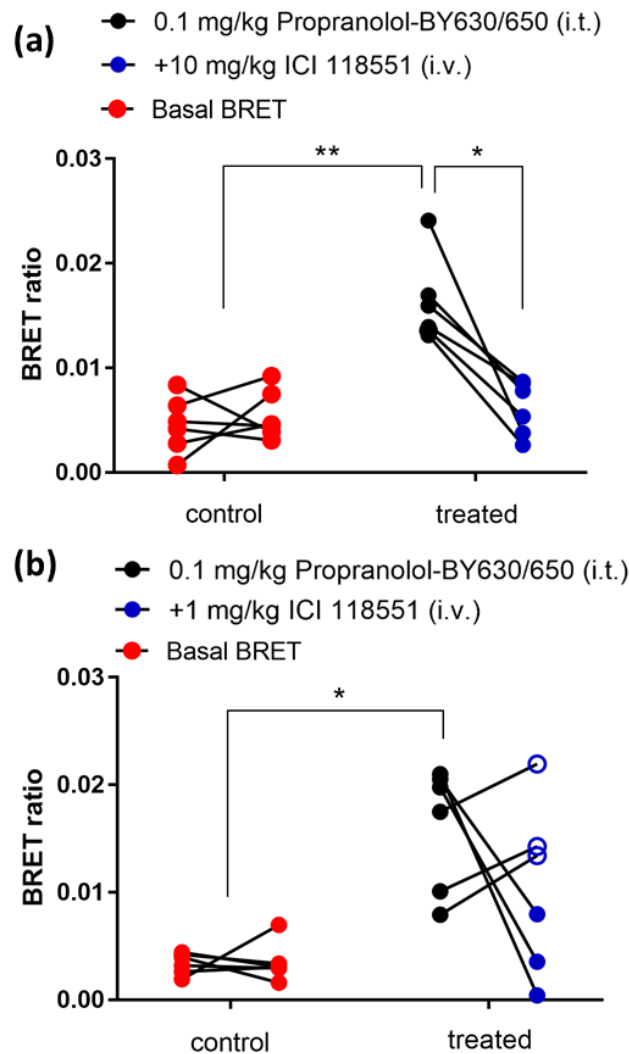 (a)
0.1 mg/kg Propranolol-BY630/650 (i.t.)
+10 mg/kg ICI 118551 (i.v.)
Basal BRET
0.03
**
*
0.02
BRET ratio
0.01
0.00
control treated
(b)
0.1 mg/kg Propranolol-BY630/650 (i.t.)
+1 mg/kg ICI 118551 (i.v.)
Basal BRET
0.03
*
0.02
BRET ratio
0.01
0.00
control treated